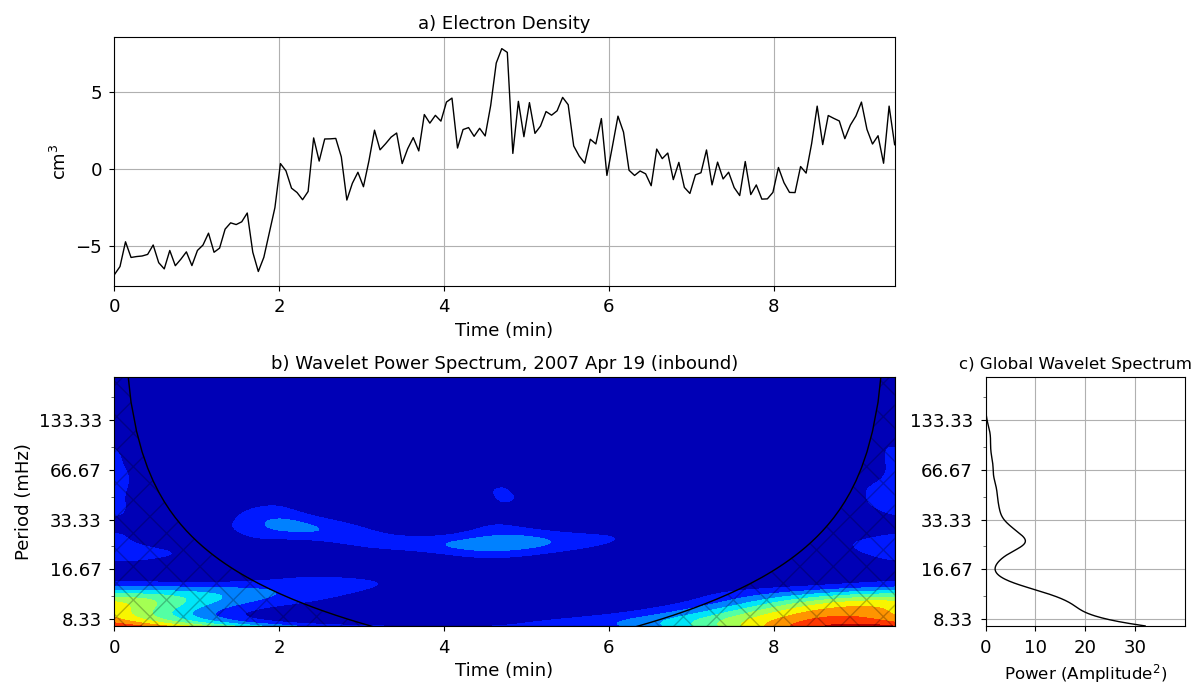 a) Electron Density
5
0
−5
cm³
0 2 4 6 8
Time (min)
b) Wavelet Power Spectrum, 2007 Apr 19 (inbound)
133.33
66.67
33.33
16.67
8.33
Period (mHz)
0 2 4 6 8
Time (min)
c) Global Wavelet Spectrum
133.33
66.67
33.33
16.67
8.33
0 10 20 30
Power (Amplitude²)